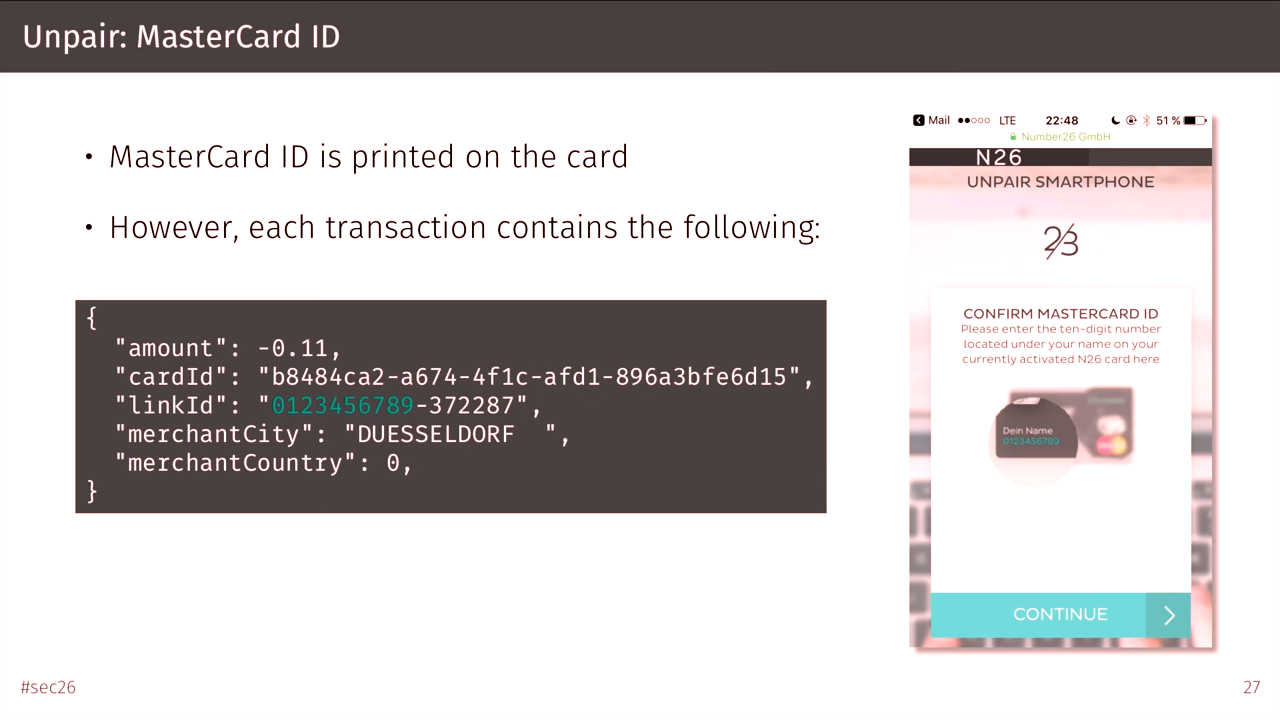 Unpair: MasterCard ID
• MasterCard ID is printed on the card
• However, each transaction contains the following:
{
"amount": -0.11,
"cardId": "b8484ca2-a674-4f1c-afd1-896a3bfe6d15",
"linkId": "0123456789-372287",
"merchantCity": "DUESSELDORF  ",
"merchantCountry": 0,
}
Mail LTE 22:48 51 %
Number26 GmbH
N26
UNPAIR SMARTPHONE
2/3
CONFIRM MASTERCARD ID
Please enter the ten-digit number
located under your name on your
currently activated N26 card here
Dein Name
0123456789
CONTINUE
#sec26
27